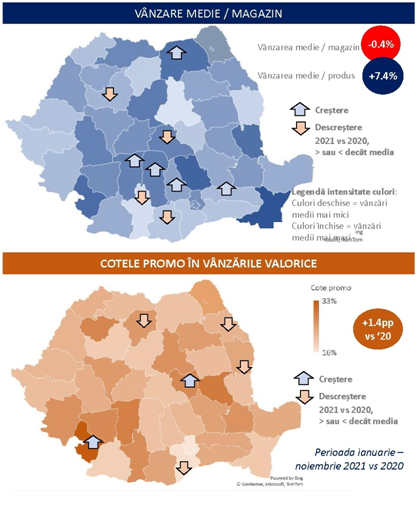 VÂNZARE MEDIE / MAGAZIN
Vânzarea medie / magazin
-0.4%
Vânzarea medie / produs
+7.4%
Creștere
Descreștere
2021 vs 2020,
> sau < decât media
Legendă intensitate culori:
Culori deschise = vânzări
medii mai mici
Culori închise = vânzări
medii mai mari
COTELE PROMO ÎN VÂNZĂRILE VALORICE
Cote promo
33%
16%
+1.4pp
vs '20
Creștere
Descreștere
2021 vs 2020,
> sau < decât media
Perioada ianuarie –
noiembrie 2021 vs 2020
Powered by Bing
© GeoNames, Microsoft, TomTom